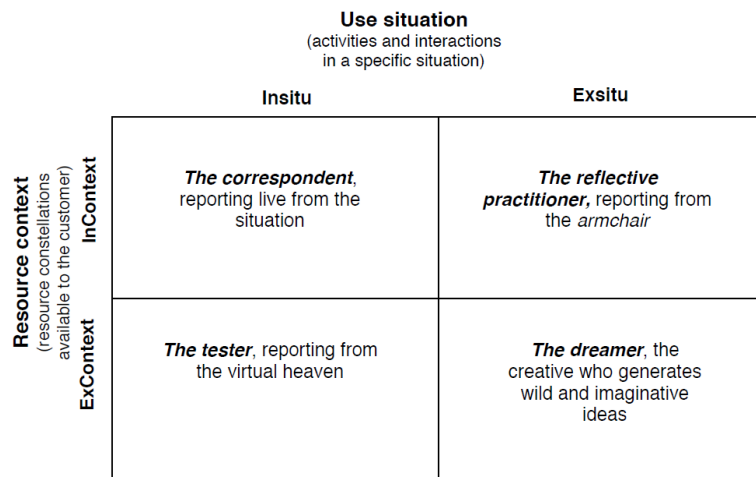 Use situation
(activities and interactions
in a specific situation)
Insitu
Exsitu
Resource context
(resource constellations
available to the customer)
InContext
The correspondent,
reporting live from the
situation
The reflective
practitioner, reporting from
the armchair
ExContext
The tester, reporting from
the virtual heaven
The dreamer, the
creative who generates
wild and imaginative
ideas